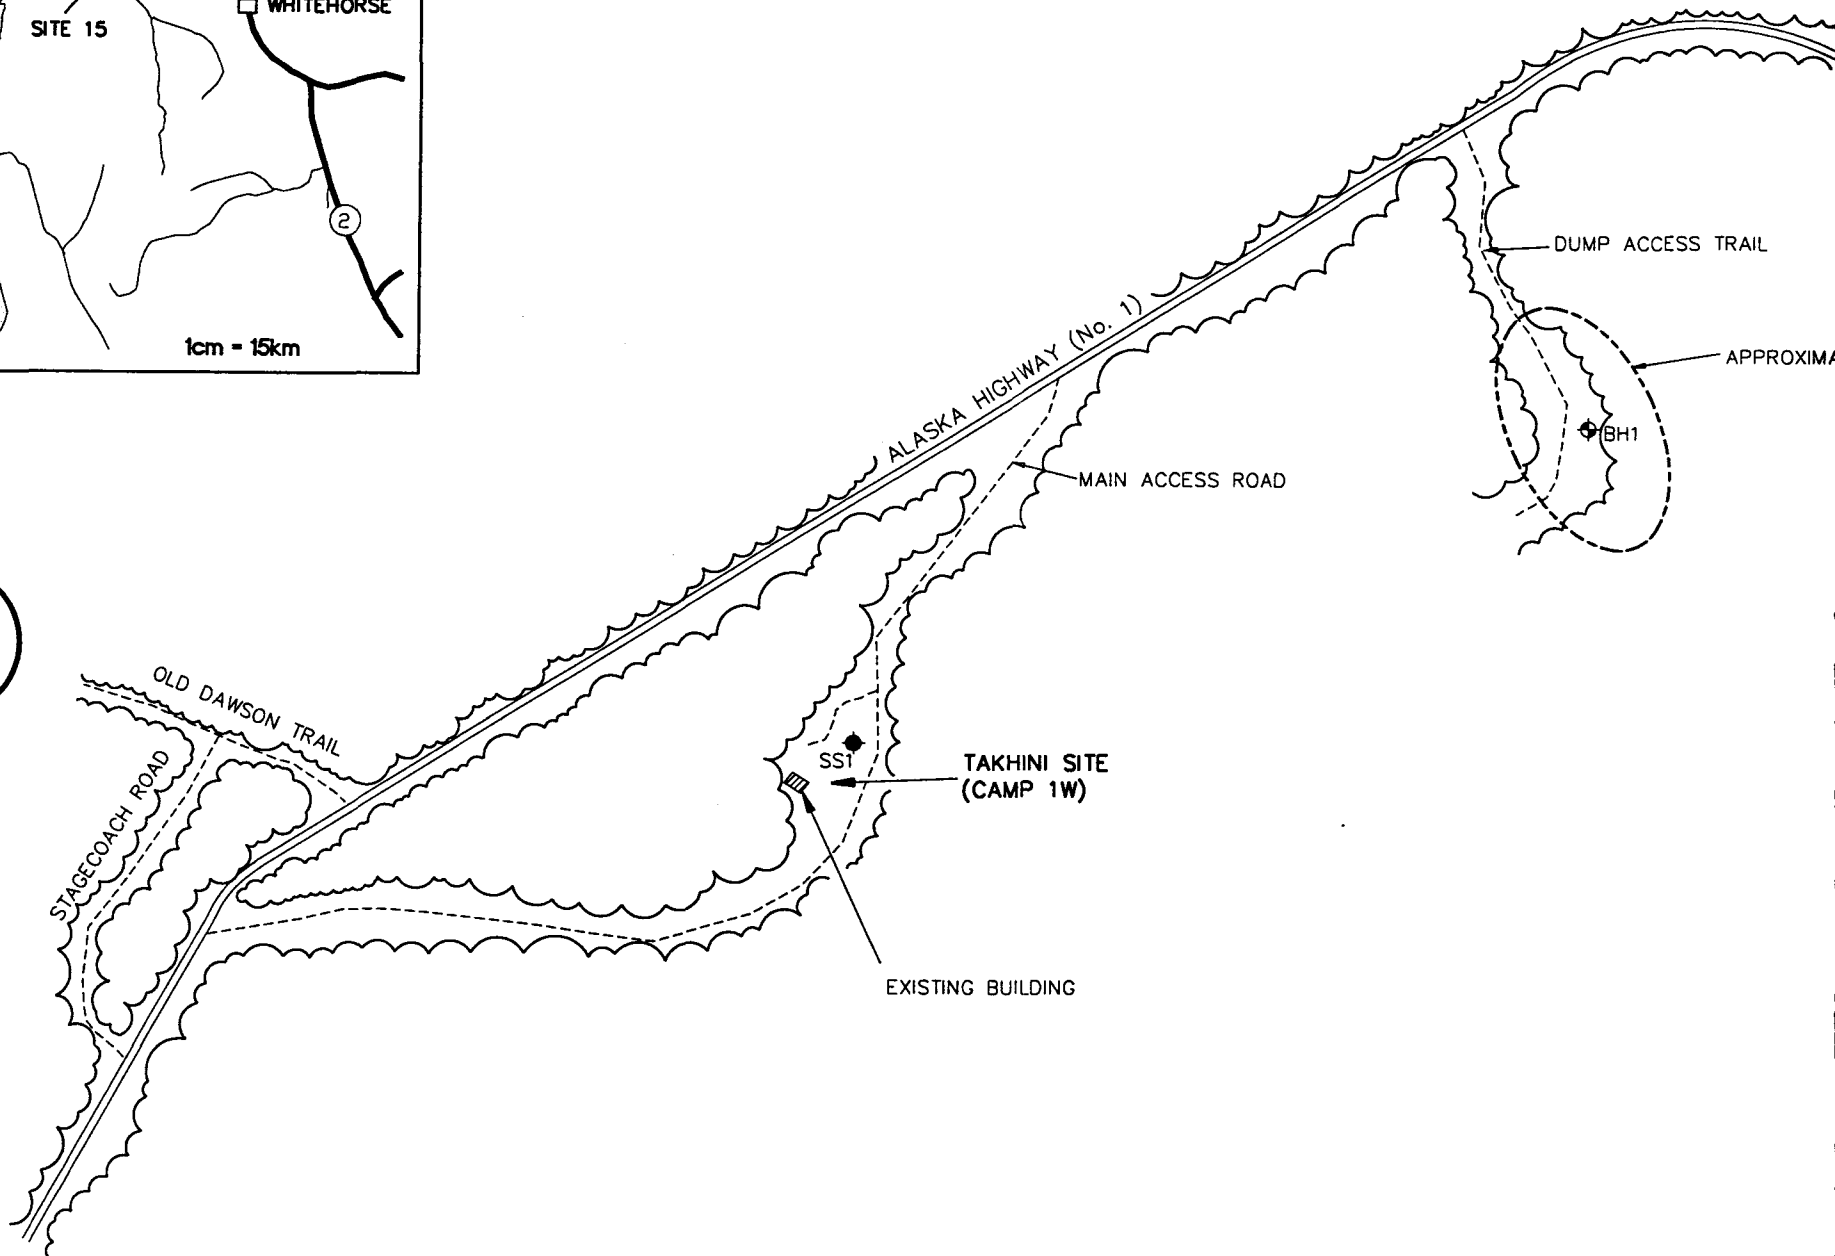 WHITEHORSE
SITE 15
2
1cm = 15km
DUMP ACCESS TRAIL
ALASKA HIGHWAY (No. 1)
APPROXIMA
BH1
MAIN ACCESS ROAD
OLD DAWSON TRAIL
STAGECOACH ROAD
SS1
TAKHINI SITE
(CAMP 1W)
EXISTING BUILDING